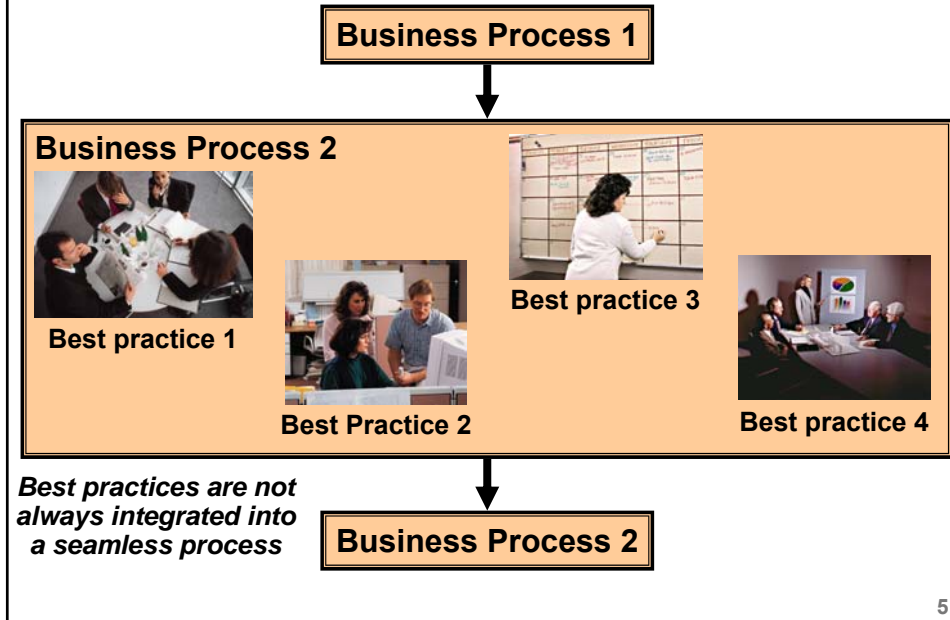 Business Process 1
Business Process 2
Best practice 1
Best Practice 2
Best practice 3
Best practice 4
Best practices are not
always integrated into
a seamless process
Business Process 2
5